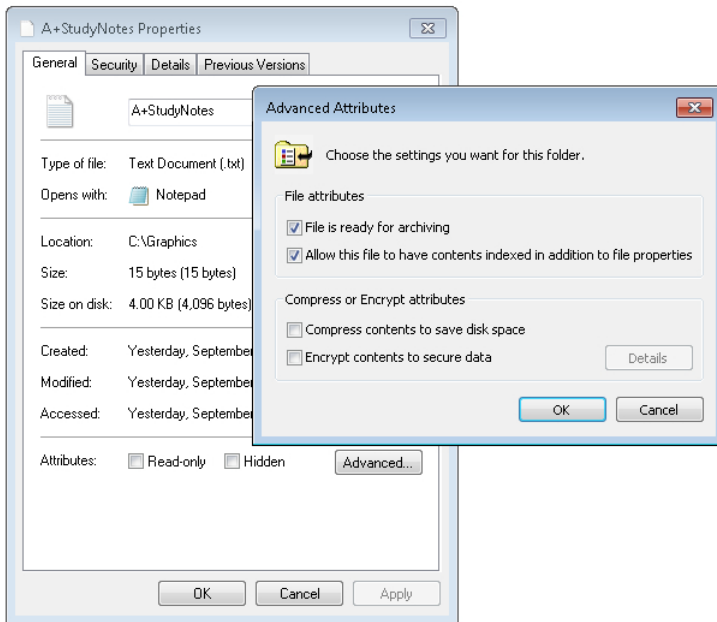 A+StudyNotes Properties
General Security Details Previous Versions
A+StudyNotes
Type of file: Text Document (.txt)
Opens with: Notepad
Location: C:\Graphics
Size: 15 bytes (15 bytes)
Size on disk: 4.00 KB (4,096 bytes)
Created: Yesterday, September
Modified: Yesterday, September
Accessed: Yesterday, September
Attributes: Read-only Hidden Advanced...
OK Cancel Apply
Advanced Attributes
Choose the settings you want for this folder.
File attributes
File is ready for archiving
Allow this file to have contents indexed in addition to file properties
Compress or Encrypt attributes
Compress contents to save disk space
Encrypt contents to secure data Details
OK Cancel